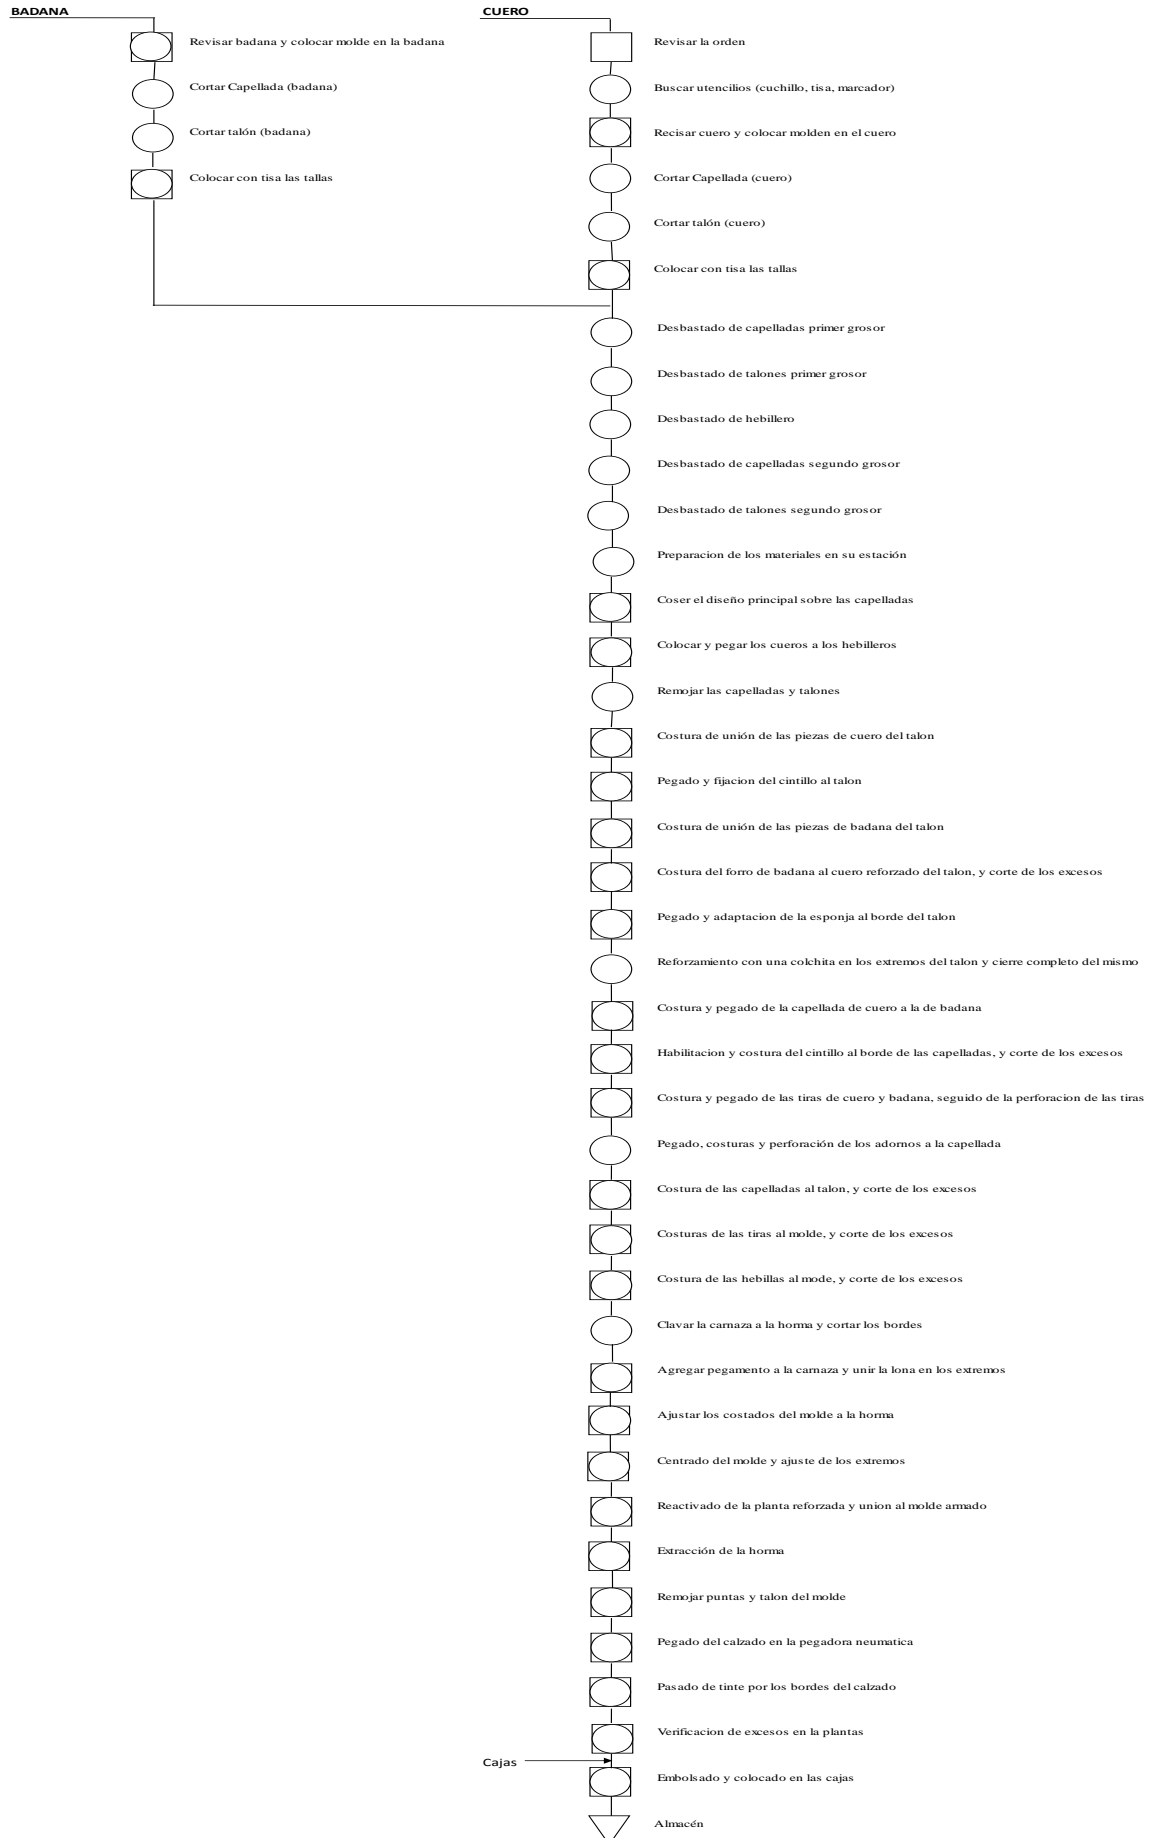 BADANA
Revisar badana y colocar molde en la badana
Cortar Capellada (badana)
Cortar talón (badana)
Colocar con tisa las tallas
CUERO
Revisar la orden
Buscar utencilios (cuchillo, tisa, marcador)
Recisar cuero y colocar molden en el cuero
Cortar Capellada (cuero)
Cortar talón (cuero)
Colocar con tisa las tallas
Desbastado de capelladas primer grosor
Desbastado de talones primer grosor
Desbastado de hebillero
Desbastado de capelladas segundo grosor
Desbastado de talones segundo grosor
Preparacion de los materiales en su estación
Coser el diseño principal sobre las capelladas
Colocar y pegar los cueros a los hebilleros
Remojar las capelladas y talones
Costura de unión de las piezas de cuero del talon
Pegado y fijacion del cintillo al talon
Costura de unión de las piezas de badana del talon
Costura del forro de badana al cuero reforzado del talon, y corte de los excesos
Pegado y adaptacion de la esponja al borde del talon
Reforzamiento con una colchita en los extremos del talon y cierre completo del mismo
Costura y pegado de la capellada de cuero a la de badana
Habilitacion y costura del cintillo al borde de las capelladas, y corte de los excesos
Costura y pegado de las tiras de cuero y badana, seguido de la perforacion de las tiras
Pegado, costuras y perforación de los adornos a la capellada
Costura de las capelladas al talon, y corte de los excesos
Costuras de las tiras al molde, y corte de los excesos
Costura de las hebillas al mode, y corte de los excesos
Clavar la carnaza a la horma y cortar los bordes
Agregar pegamento a la carnaza y unir la lona en los extremos
Ajustar los costados del molde a la horma
Centrado del molde y ajuste de los extremos
Reactivado de la planta reforzada y union al molde armado
Extracción de la horma
Remojar puntas y talon del molde
Pegado del calzado en la pegadora neumatica
Pasado de tinte por los bordes del calzado
Verificacion de excesos en la plantas
Cajas
Embolsado y colocado en las cajas
Almacén